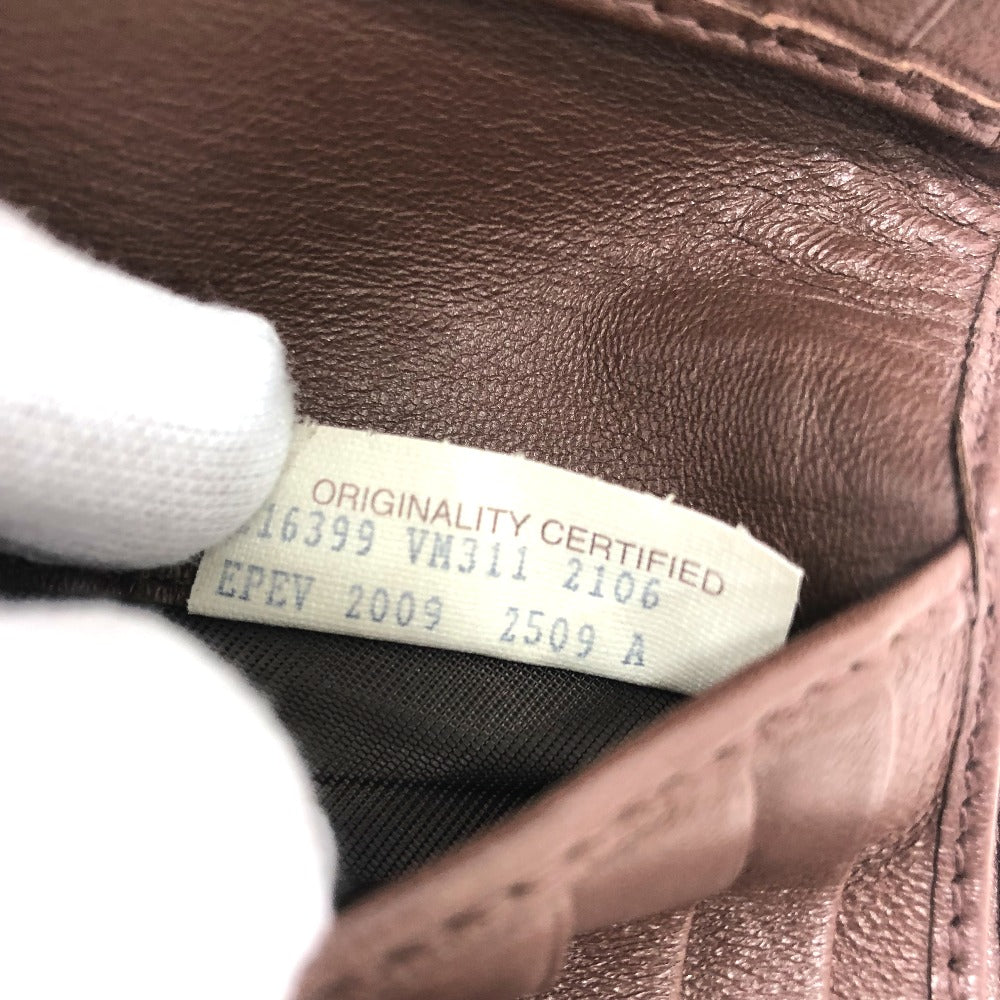 ORIGINALITY CERTIFIED
16399 VM311 2106
EPEV 2009 2509 A